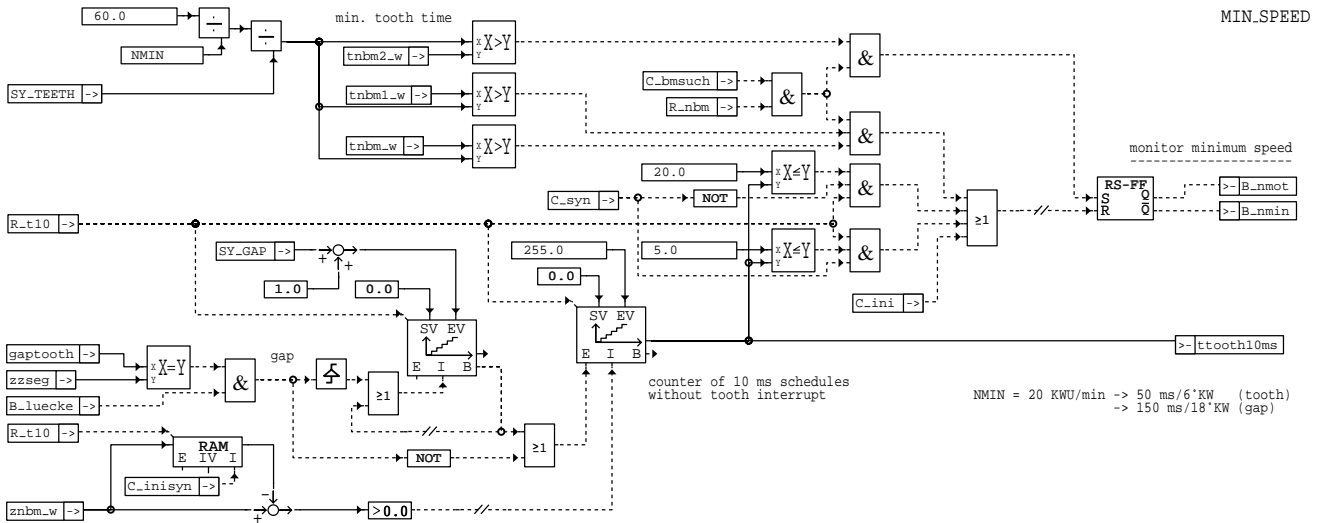 MIN_SPEED
60.0
÷
÷
min. tooth time
NMIN
SY_TEETH ->
tnbm2_w ->
X X>Y
Y
tnbm1_w ->
X X>Y
Y
tnbm_w ->
X X>Y
Y
C_bmsuch ->
R_nbm ->
&
&
&
monitor minimum speed
20.0
X X≤Y
Y
&
C_syn ->
NOT
RS-FF
S Q
R Q̅
>- B_nmot
>- B_nmin
≥1
R_t10 ->
SY_GAP ->
+
+
1.0
0.0
255.0
0.0
5.0
X X≤Y
Y
&
C_ini ->
SV EV
E I B
SV EV
E I B
>- ttooth10ms
gaptooth ->
zzseg ->
X X=Y
Y
B_luecke ->
&
gap
≥1
counter of 10 ms schedules
without tooth interrupt
NMIN = 20 KWU/min -> 50 ms/6°KW (tooth)
-> 150 ms/18°KW (gap)
R_t10 ->
RAM
E IV I
NOT
≥1
C_inisyn ->
znbm_w ->
-
+
>0.0